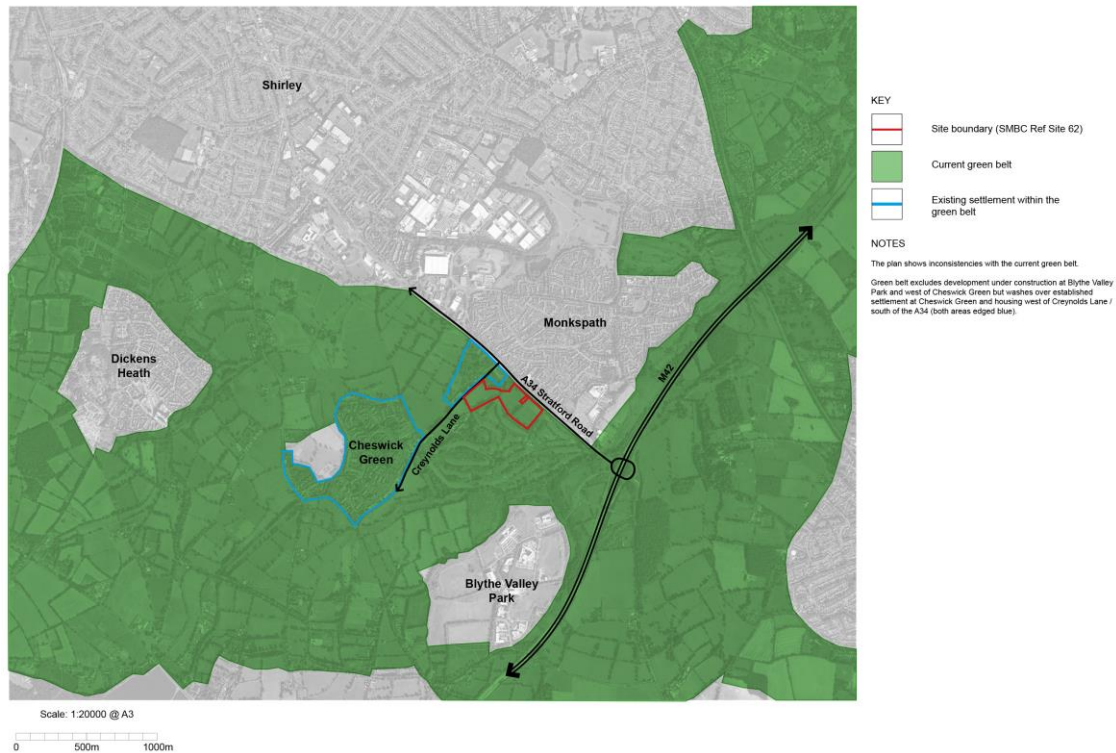 Shirley
Monkspath
Dickens
Heath
A34 Stratford Road
M42
Cheswick
Green
Creynolds Lane
Blythe Valley
Park
KEY
Site boundary (SMBC Ref Site 62)
Current green belt
Existing settlement within the
green belt
NOTES
The plan shows inconsistencies with the current green belt.
Green belt excludes development under construction at Blythe Valley
Park and west of Cheswick Green but washes over established
settlement at Cheswick Green and housing west of Creynolds Lane /
south of the A34 (both areas edged blue).
Scale: 1:20000 @ A3
0 500m 1000m